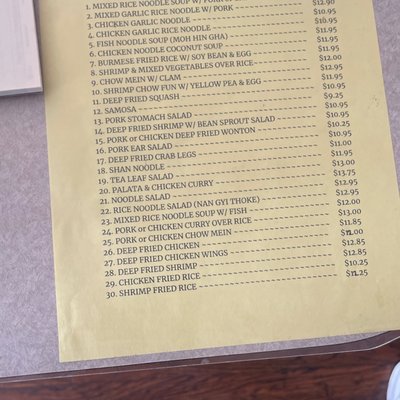 1. MIXED RICE NOODLE SOUP W/
2. MIXED GARLIC RICE NOODLE W/ PORK $12.90
3. CHICKEN GARLIC NOODLE $10.95
4. CHICKEN GARLIC RICE NOODLE $10.95
5. FISH NOODLE SOUP (MOH HIN GHA) $11.95
6. CHICKEN NOODLE COCONUT SOUP $11.95
7. BURMESE FRIED RICE W/ SOY BEAN & EGG $11.95
8. SHRIMP & MIXED VEGETABLES OVER RICE $12.00
9. CHOW MEIN W/ CLAM $12.95
10. SHRIMP CHOW FUN W/ YELLOW PEA & EGG $11.95
11. DEEP FRIED SQUASH $10.95
12. SAMOSA $9.25
13. PORK STOMACH SALAD $10.95
14. DEEP FRIED SHRIMP W/ BEAN SPROUT SALAD $10.95
15. PORK or CHICKEN DEEP FRIED WONTON $10.25
16. PORK EAR SALAD $10.95
17. DEEP FRIED CRAB LEGS $11.00
18. SHAN NOODLE $11.95
19. TEA LEAF SALAD $13.00
20. PALATA & CHICKEN CURRY $13.75
21. NOODLE SALAD $12.95
22. RICE NOODLE SALAD (NAN GYI THOKE) $12.95
23. MIXED RICE NOODLE SOUP W/ FISH $12.00
24. PORK or CHICKEN CURRY OVER RICE $13.00
25. PORK or CHICKEN CHOW MEIN $11.85
26. DEEP FRIED CHICKEN $11.00
27. DEEP FRIED CHICKEN WINGS $12.85
28. DEEP FRIED SHRIMP $12.85
29. CHICKEN FRIED RICE $10.25
30. SHRIMP FRIED RICE $11.25